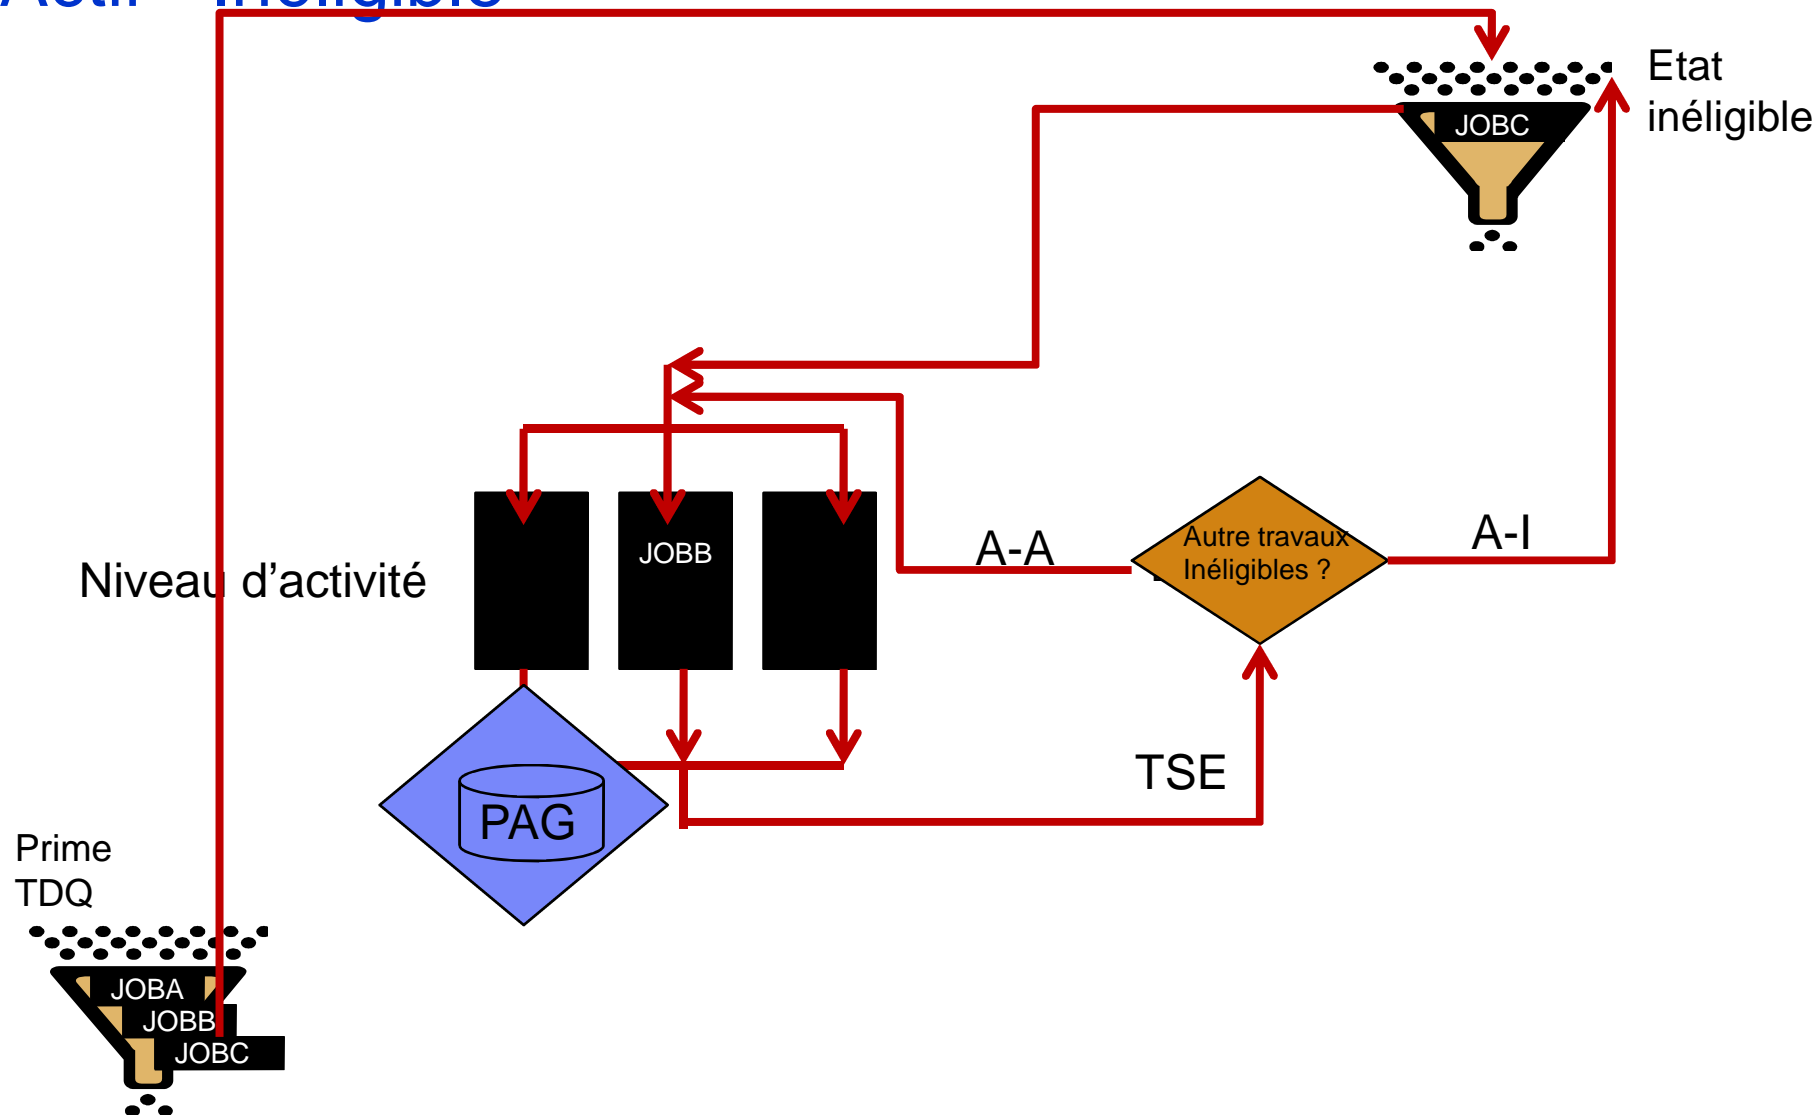 Etat
inéligible
JOBC
JOBB
A-A
Autre travaux
Inéligibles ?
A-I
Niveau d'activité
TSE
PAG
Prime
TDQ
JOBA
JOBB
JOBC